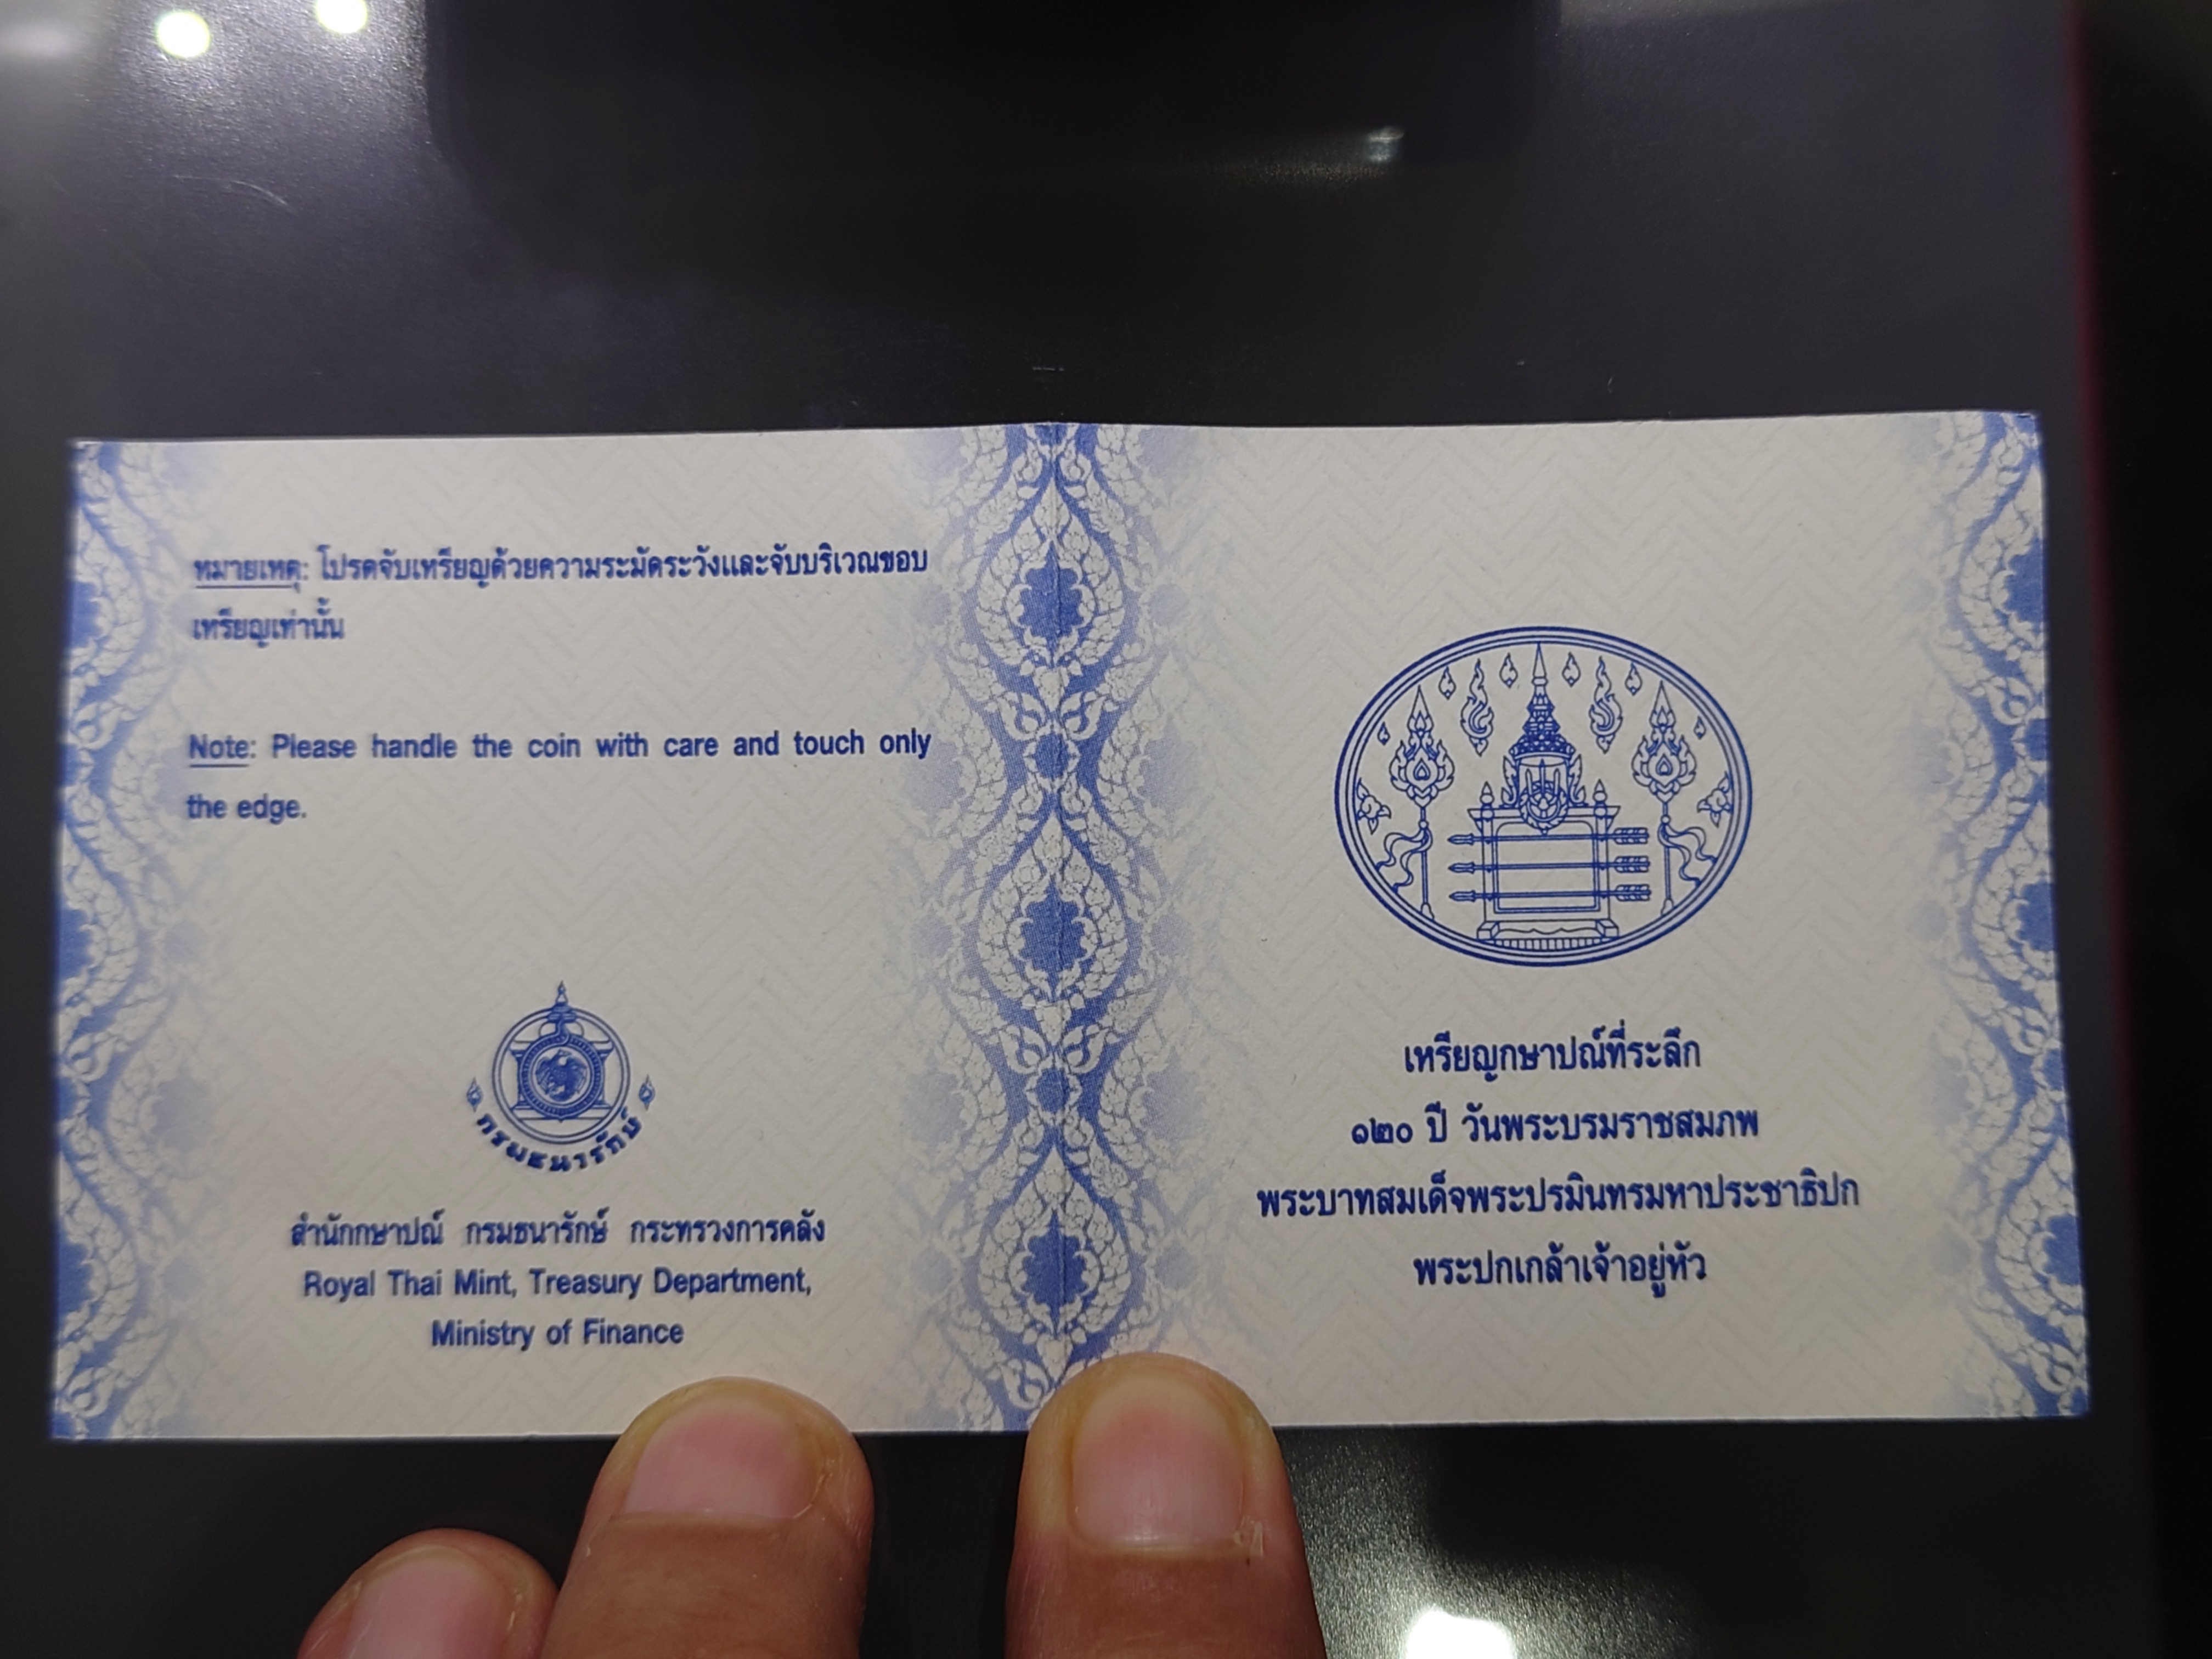 หมายเหตุ: โปรดจับเหรียญด้วยความระมัดระวังและจับบริเวณขอบ
เหรียญเท่านั้น
Note: Please handle the coin with care and touch only
the edge.
กรมธนารักษ์
สำนักกษาปณ์ กรมธนารักษ์ กระทรวงการคลัง
Royal Thai Mint, Treasury Department,
Ministry of Finance
เหรียญกษาปณ์ที่ระลึก
๑๒๐ ปี วันพระบรมราชสมภพ
พระบาทสมเด็จพระปรมินทรมหาประชาธิปก
พระปกเกล้าเจ้าอยู่หัว